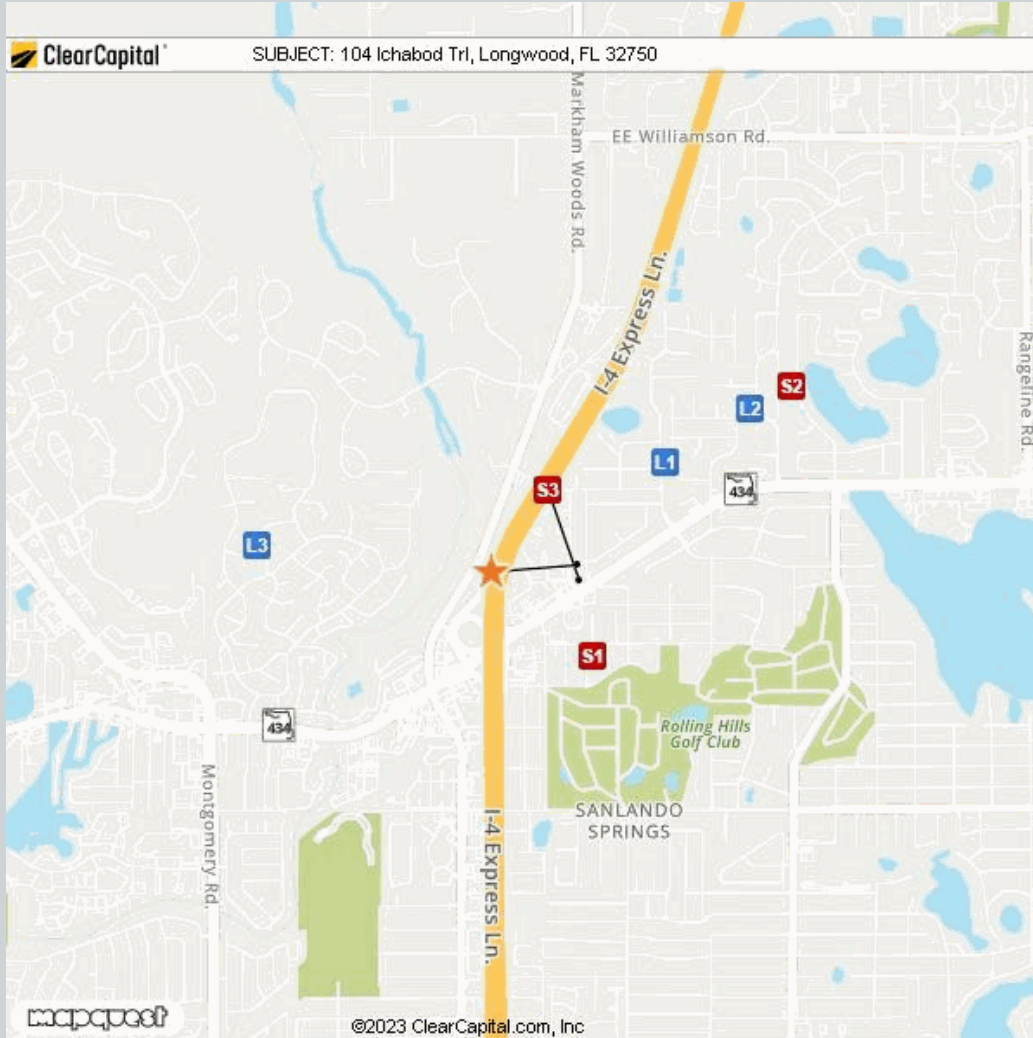 ClearCapital
SUBJECT: 104 Ichabod Trl, Longwood, FL 32750
Markham Woods Rd.
EE Williamson Rd.
I-4 Express Ln.
Rangeline Rd.
S2
L2
L1
S3
434
L3
S1
434
Rolling Hills
Golf Club
Montgomery Rd.
SANLANDO
SPRINGS
I-4 Express Ln.
mapquest
©2023 ClearCapital.com, Inc